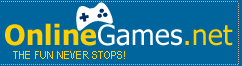 OnlineGames.net
THE FUN NEVER STOPS!